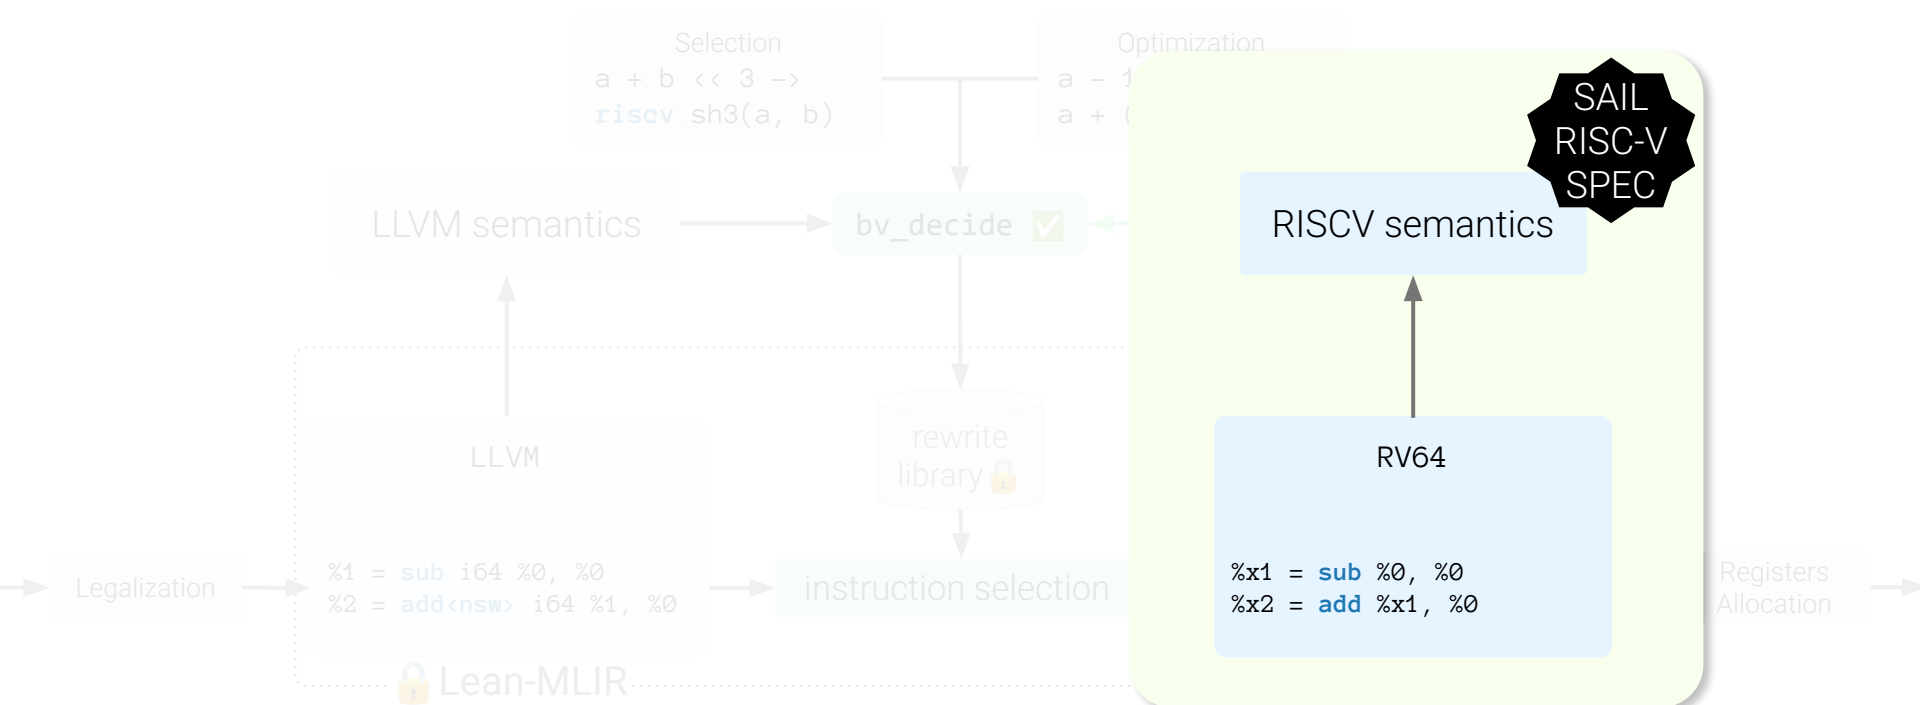 Selection
a + b << 3 —>
riscv.sh3(a, b)
Optimization
a - 1
a + (
SAIL
RISC-V
SPEC
LLVM semantics
bv_decide ✅
RISCV semantics
rewrite
library🔒
LLVM
%1 = sub i64 %0, %0
%2 = add<nsw> i64 %1, %0
RV64
%x1 = sub %0, %0
%x2 = add %x1, %0
Legalization
instruction selection
Registers
Allocation
🔒Lean-MLIR